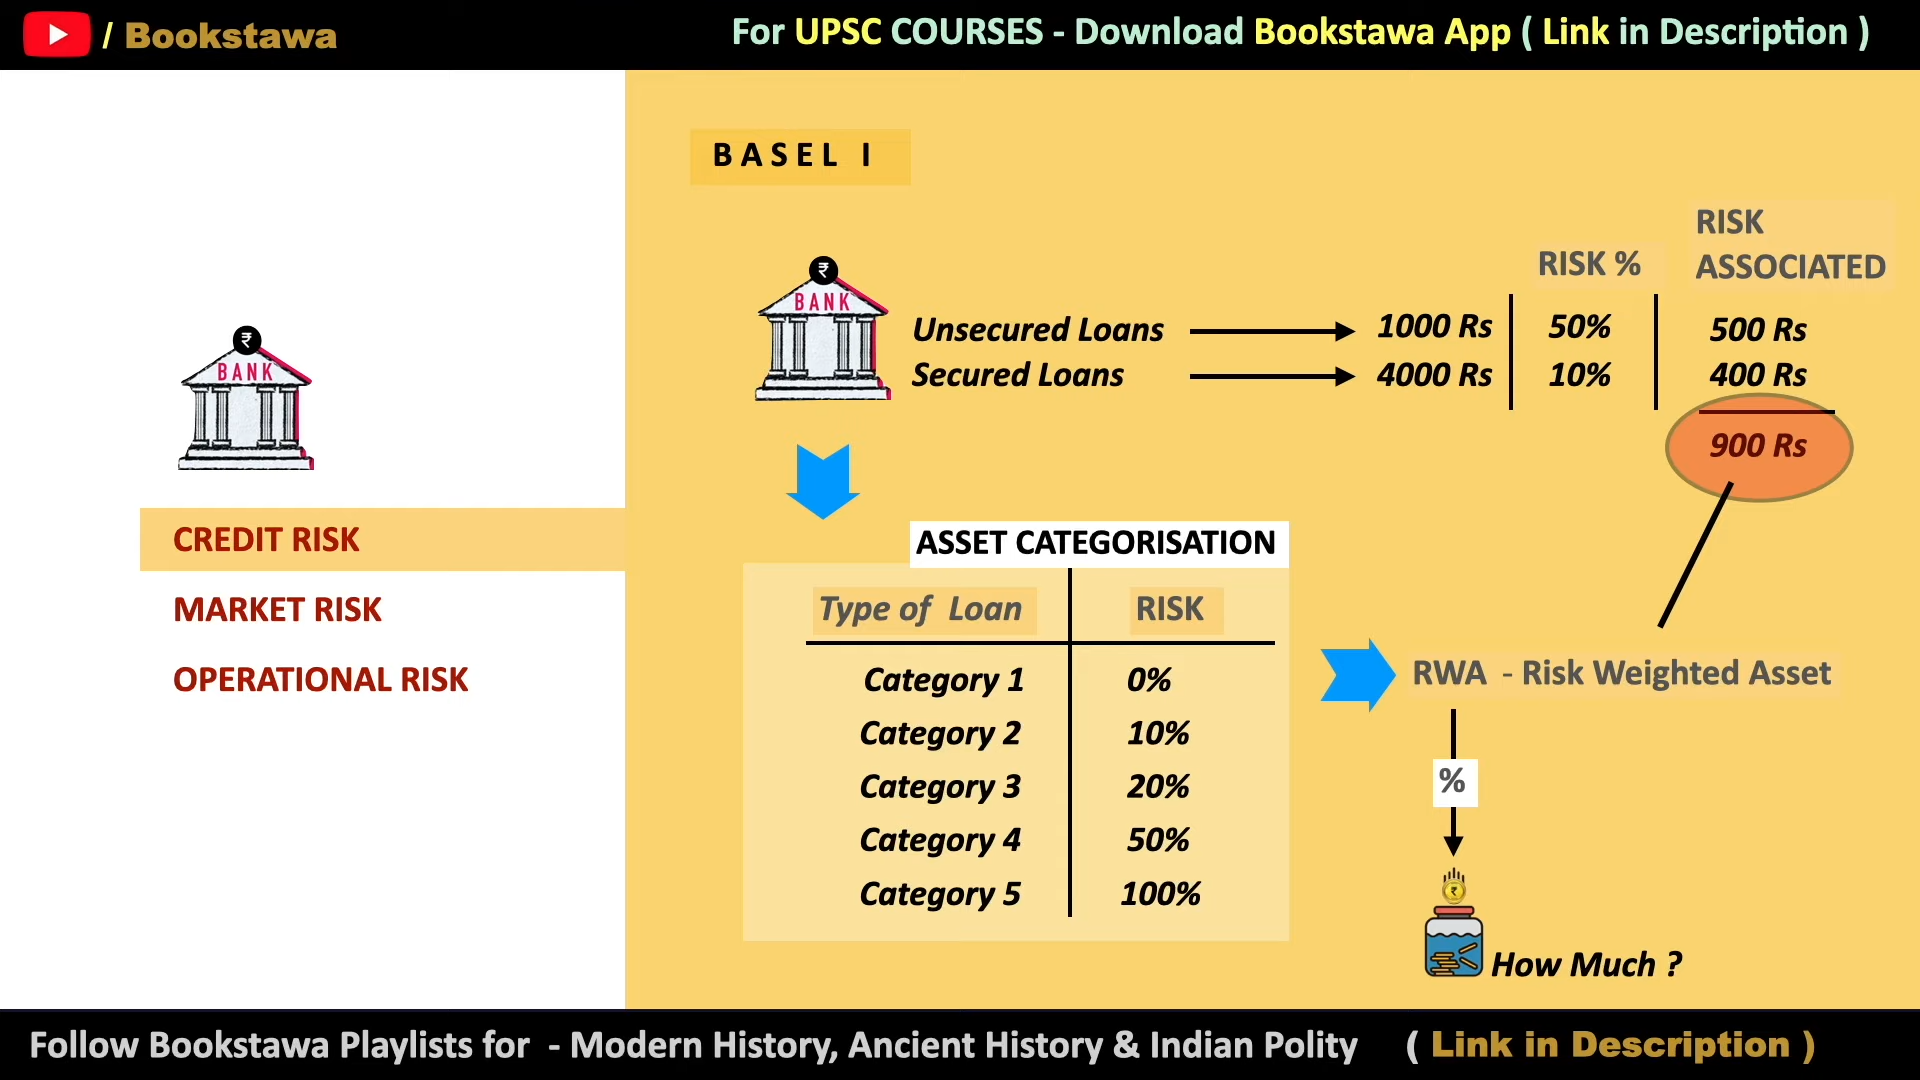 / Bookstawa
For UPSC COURSES - Download Bookstawa App ( Link in Description )
BASEL I
RISK ASSOCIATED
RISK %
₹
BANK
Unsecured Loans 1000 Rs 50% 500 Rs
Secured Loans 4000 Rs 10% 400 Rs
900 Rs
₹
BANK
CREDIT RISK
MARKET RISK
OPERATIONAL RISK
ASSET CATEGORISATION
Type of Loan RISK
Category 1 0%
Category 2 10%
Category 3 20%
Category 4 50%
Category 5 100%
RWA - Risk Weighted Asset
%
₹
How Much ?
Follow Bookstawa Playlists for - Modern History, Ancient History & Indian Polity ( Link in Description )